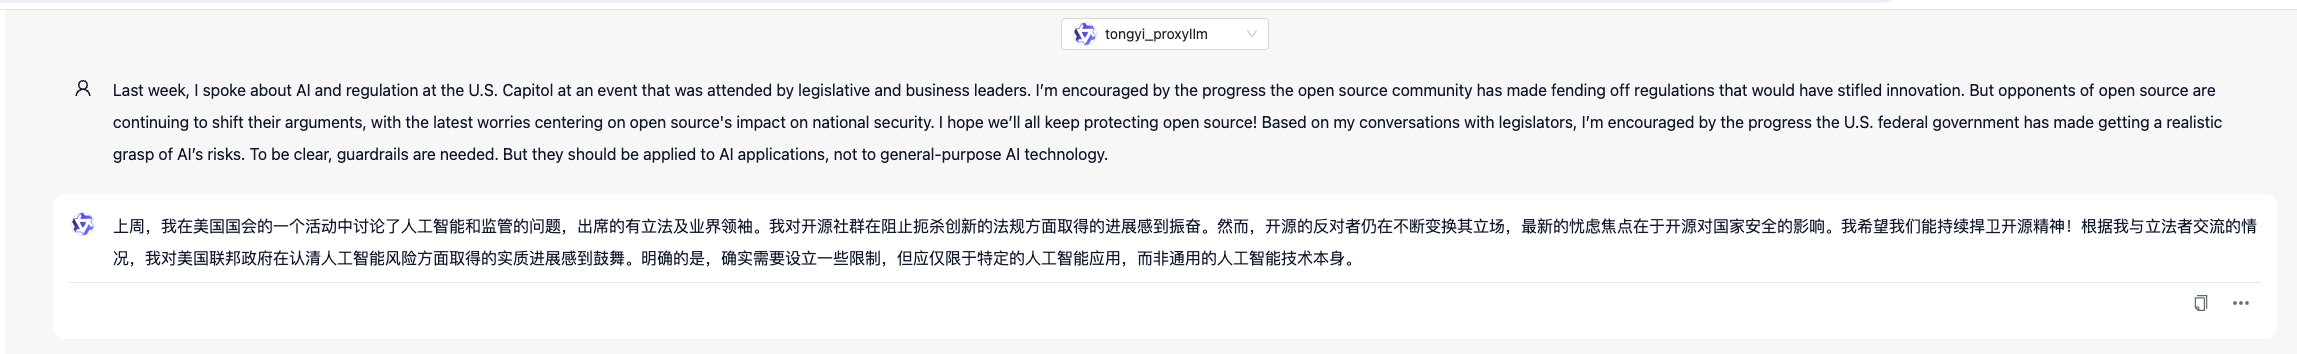 tongyi_proxyllm
Last week, I spoke about AI and regulation at the U.S. Capitol at an event that was attended by legislative and business leaders. I’m encouraged by the progress the open source community has made fending off regulations that would have stifled innovation. But opponents of open source are
continuing to shift their arguments, with the latest worries centering on open source's impact on national security. I hope we’ll all keep protecting open source! Based on my conversations with legislators, I’m encouraged by the progress the U.S. federal government has made getting a realistic
grasp of AI’s risks. To be clear, guardrails are needed. But they should be applied to AI applications, not to general-purpose AI technology.
上周，我在美国国会的一个活动中讨论了人工智能和监管的问题，出席的有立法及业界领袖。我对开源社群在阻止扼杀创新的法规方面取得的进展感到振奋。然而，开源的反对者仍在不断变换其立场，最新的忧虑焦点在于开源对国家安全的影响。我希望我们能持续捍卫开源精神！根据我与立法者交流的情
况，我对美国联邦政府在认清人工智能风险方面取得的实质进展感到鼓舞。明确的是，确实需要设立一些限制，但应仅限于特定的人工智能应用，而非通用的人工智能技术本身。